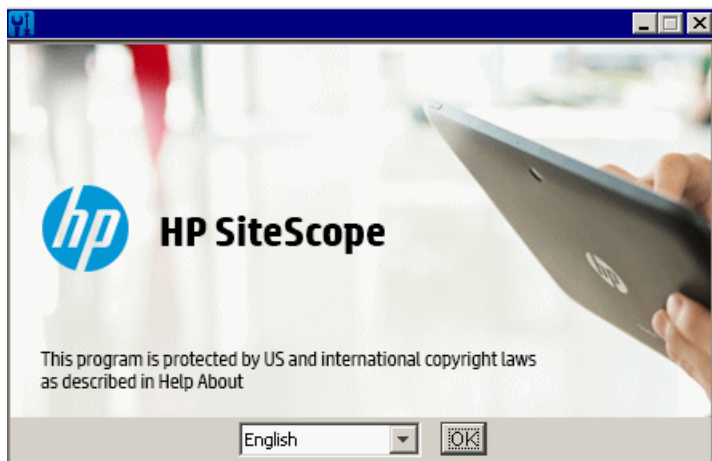 hp
HP SiteScope
hp
This program is protected by US and international copyright laws
as described in Help About
English
OK